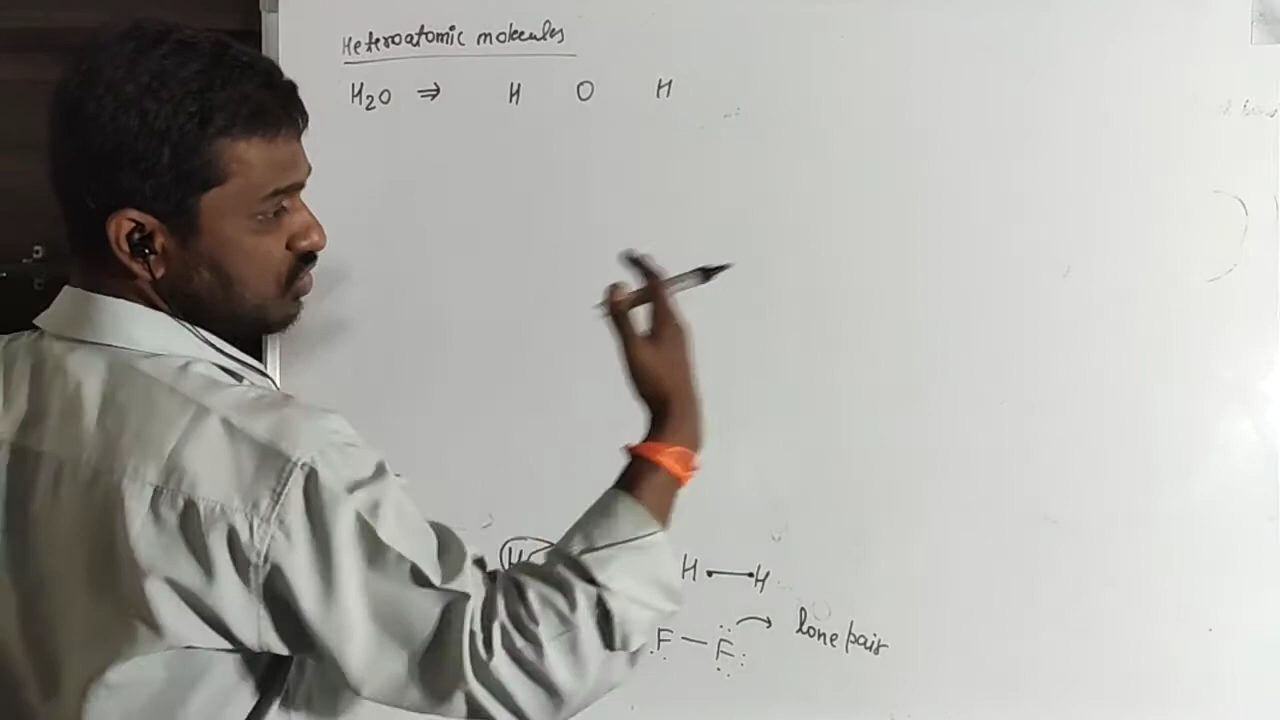 Heteroatomic molecules
H₂O ⇒ H O H
H
H — H
F — F → lone pair